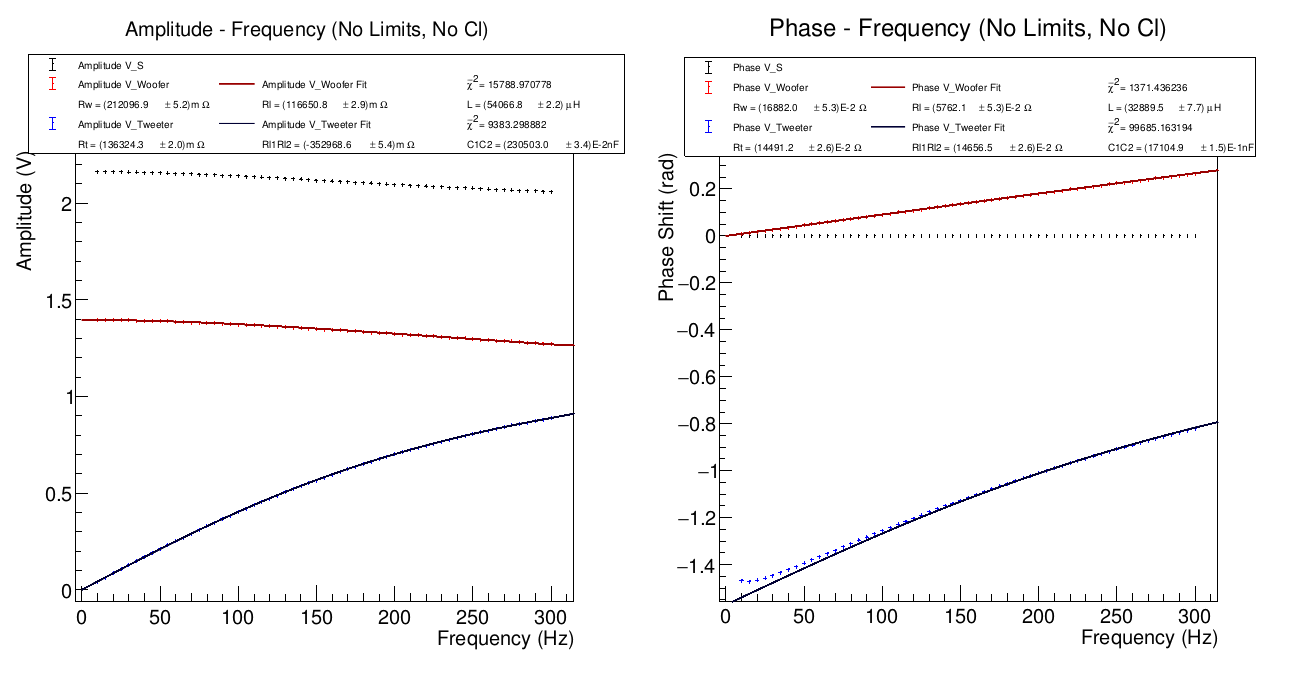 Amplitude - Frequency (No Limits, No Cl)
Amplitude V_S
Amplitude V_Woofer Amplitude V_Woofer Fit χ̃² = 15788.970778
Rw = (212096.9 ± 5.2)m Ω Rl = (116650.8 ± 2.9)m Ω L = (54066.8 ± 2.2) μH
Amplitude V_Tweeter Amplitude V_Tweeter Fit χ̃² = 9383.298882
Rt = (136324.3 ± 2.0)m Ω Rl1Rl2 = (-352968.6 ± 5.4)m Ω C1C2 = (230503.0 ± 3.4)E-2nF
Amplitude (V)
2
1.5
1
0.5
0
0 50 100 150 200 250 300
Frequency (Hz)
Phase - Frequency (No Limits, No Cl)
Phase V_S
Phase V_Woofer Phase V_Woofer Fit χ̃² = 1371.436236
Rw = (16882.0 ± 5.3)E-2 Ω Rl = (5762.1 ± 5.3)E-2 Ω L = (32889.5 ± 7.7) μH
Phase V_Tweeter Phase V_Tweeter Fit χ̃² = 99685.163194
Rt = (14491.2 ± 2.6)E-2 Ω Rl1Rl2 = (14656.5 ± 2.6)E-2 Ω C1C2 = (17104.9 ± 1.5)E-1nF
Phase Shift (rad)
0.2
0
−0.2
−0.4
−0.6
−0.8
−1
−1.2
−1.4
0 50 100 150 200 250 300
Frequency (Hz)